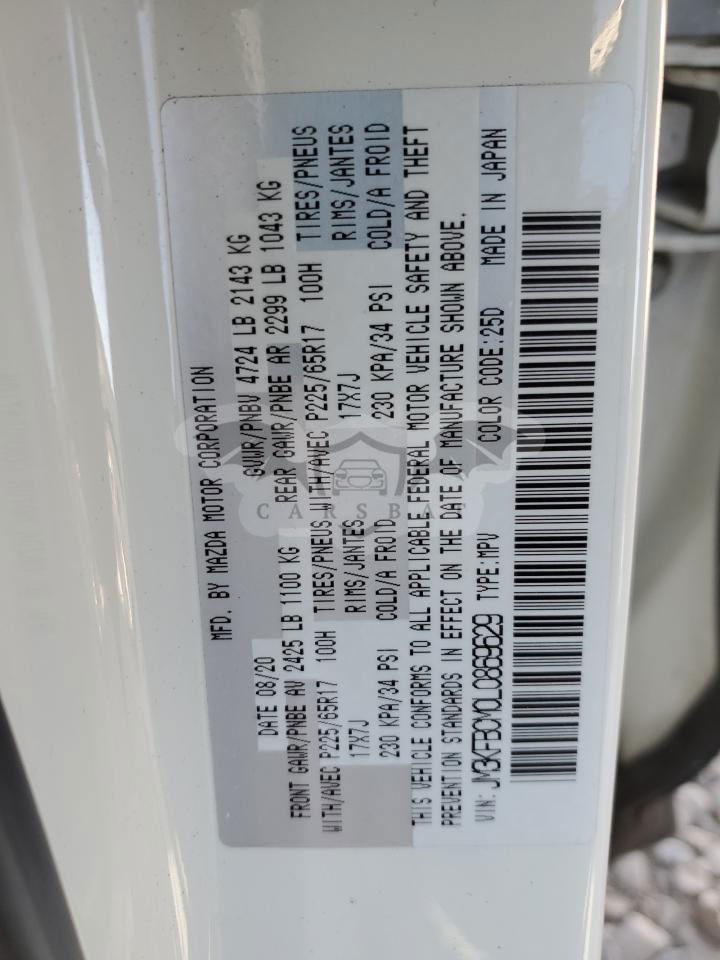 MFD. BY MAZDA MOTOR CORPORATION
DATE 08/20 GVWR/PNBV 4724 LB 2143 KG
FRONT GAWR/PNBE AV 2425 LB 1100 KG REAR GAWR/PNBE AR 2299 LB 1043 KG
WITH/AVEC P225/65R17 100H TIRES/PNEUS WITH/AVEC P225/65R17 100H TIRES/PNEUS
17X7J RIMS/JANTES 17X7J RIMS/JANTES
230 KPA/34 PSI COLD/A FROID 230 KPA/34 PSI COLD/A FROID
THIS VEHICLE CONFORMS TO ALL APPLICABLE FEDERAL MOTOR VEHICLE SAFETY AND THEFT
PREVENTION STANDARDS IN EFFECT ON THE DATE OF MANUFACTURE SHOWN ABOVE.
VIN: JM3KFBCM0L0869629 TYPE:MPV COLOR CODE:25D MADE IN JAPAN
CARSBAT